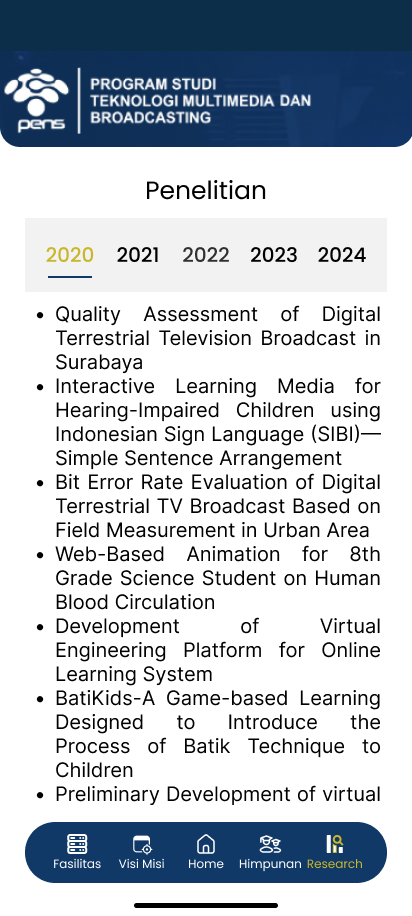 pens
PROGRAM STUDI
TEKNOLOGI MULTIMEDIA DAN
BROADCASTING
Penelitian
2020 2021 2022 2023 2024
• Quality Assessment of Digital
Terrestrial Television Broadcast in
Surabaya
• Interactive Learning Media for
Hearing-Impaired Children using
Indonesian Sign Language (SIBI)—
Simple Sentence Arrangement
• Bit Error Rate Evaluation of Digital
Terrestrial TV Broadcast Based on
Field Measurement in Urban Area
• Web-Based Animation for 8th
Grade Science Student on Human
Blood Circulation
• Development of Virtual
Engineering Platform for Online
Learning System
• BatiKids-A Game-based Learning
Designed to Introduce the
Process of Batik Technique to
Children
• Preliminary Development of virtual
Fasilitas Visi Misi Home Himpunan Research